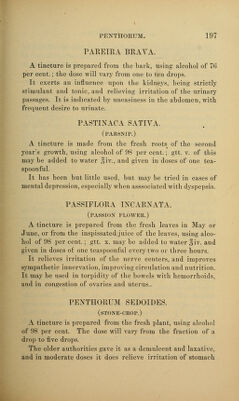 PENTHORUM. 197
PAREIRA BRAVA.
A tincture is prepared from the bark, using alcohol of 76
per cent.; the dose will vary from one to ten drops.
It exerts an influence upon the kidneys, being strictly
stimulant and tonic, and relieving irritation of the urinary
passages. It is indicated by uneasiness in the abdomen, with
frequent desire to urinate.
PASTINACA SATIVA.
(PARSNIP.)
A tincture is made from the fresh roots of the second
year's growth, using alcohol of 98 per cent.; gtt. v. of this
may be added to water ℥iv., and given in doses of one tea-
spoonful.
It has been but little used, but may be tried in cases of
mental depression, especially when asssociated with dyspepsia.
PASSIFLORA INCARNATA.
(PASSION FLOWER.)
A tincture is prepared from the fresh leaves in May or
June, or from the inspissated juice of the leaves, using alco-
hol of 98 per cent.; gtt. x. may be added to water ℥iv. and
given in doses of one teaspoonful every two or three hours.
It relieves irritation of the nerve centers, and improves
sympathetic innervation, improving circulation and nutrition.
It may be used in torpidity of the bowels with hemorrhoids,
and in congestion of ovaries and uterus.
PENTHORUM SEDOIDES.
(STONE-CROP.)
A tincture is prepared from the fresh plant, using alcohol
of 98 per cent. The dose will vary from the fraction of a
drop to five drops.
The older authorities gave it as a demulcent and laxative,
and in moderate doses it does relieve irritation of stomach